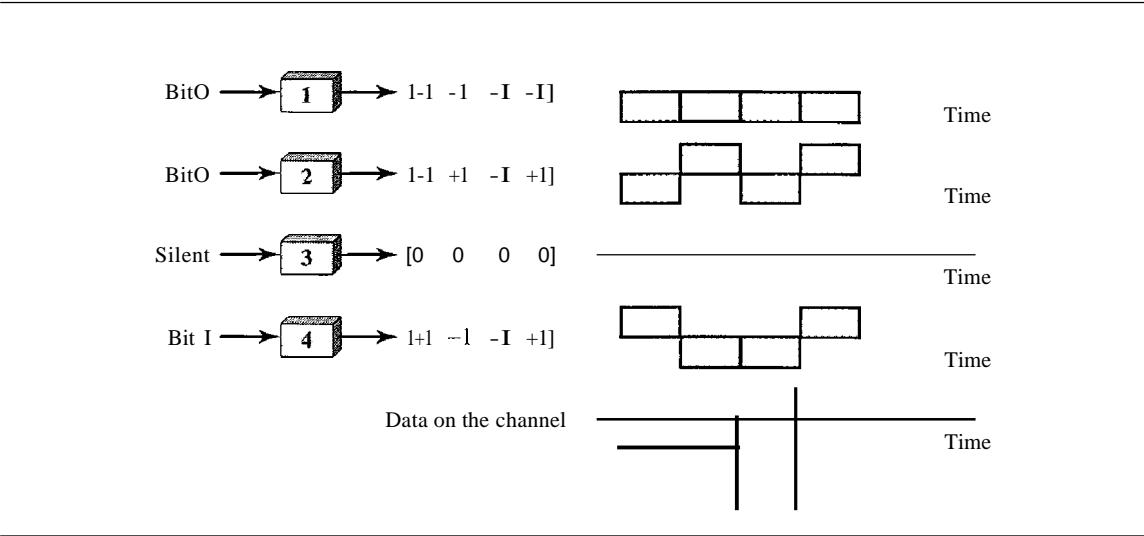 BitO 1 1-1 -1 -I -I]
Time
BitO 2 1-1 +1 -I +1]
Time
Silent 3 [0 0 0 0]
Time
Bit I 4 1+1 -1 -I +1]
Time
Data on the channel
Time